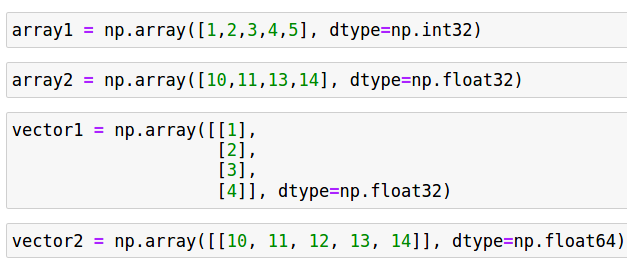 array1 = np.array([1,2,3,4,5], dtype=np.int32)
array2 = np.array([10,11,13,14], dtype=np.float32)
vector1 = np.array([[1],
                    [2],
                    [3],
                    [4]], dtype=np.float32)
vector2 = np.array([[10, 11, 12, 13, 14]], dtype=np.float64)